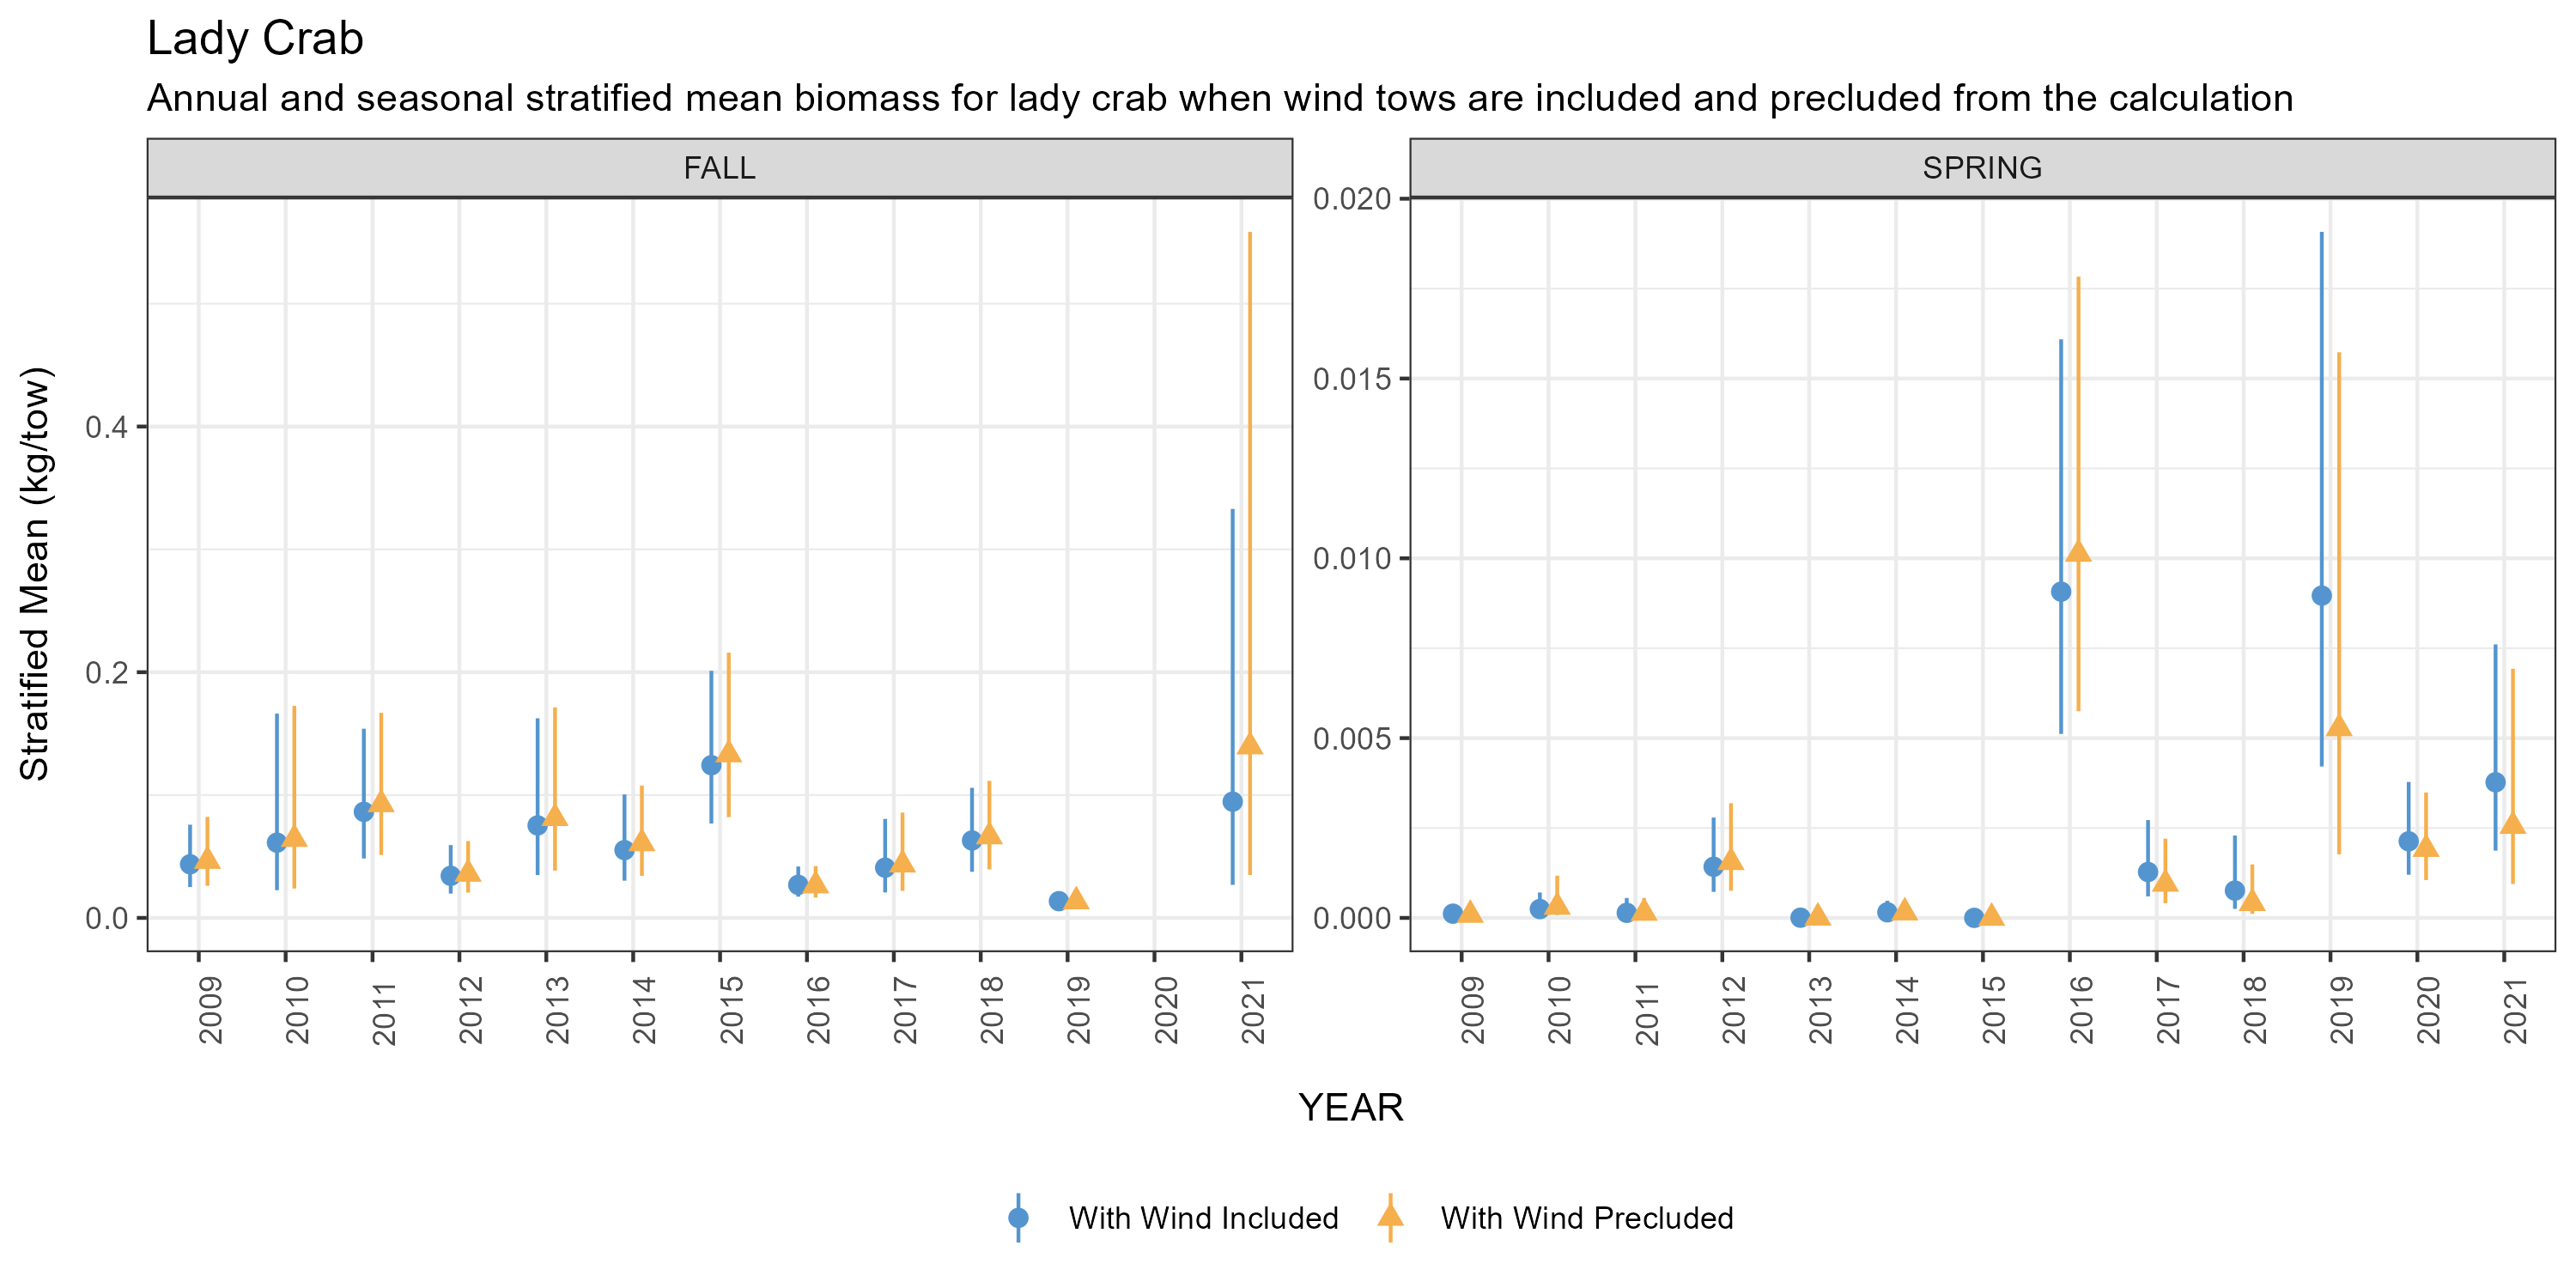 Lady Crab
Annual and seasonal stratified mean biomass for lady crab when wind tows are included and precluded from the calculation
FALL
SPRING
Stratified Mean (kg/tow)
0.4
0.2
0.0
0.020
0.015
0.010
0.005
0.000
2009 2010 2011 2012 2013 2014 2015 2016 2017 2018 2019 2020 2021
2009 2010 2011 2012 2013 2014 2015 2016 2017 2018 2019 2020 2021
YEAR
With Wind Included
With Wind Precluded